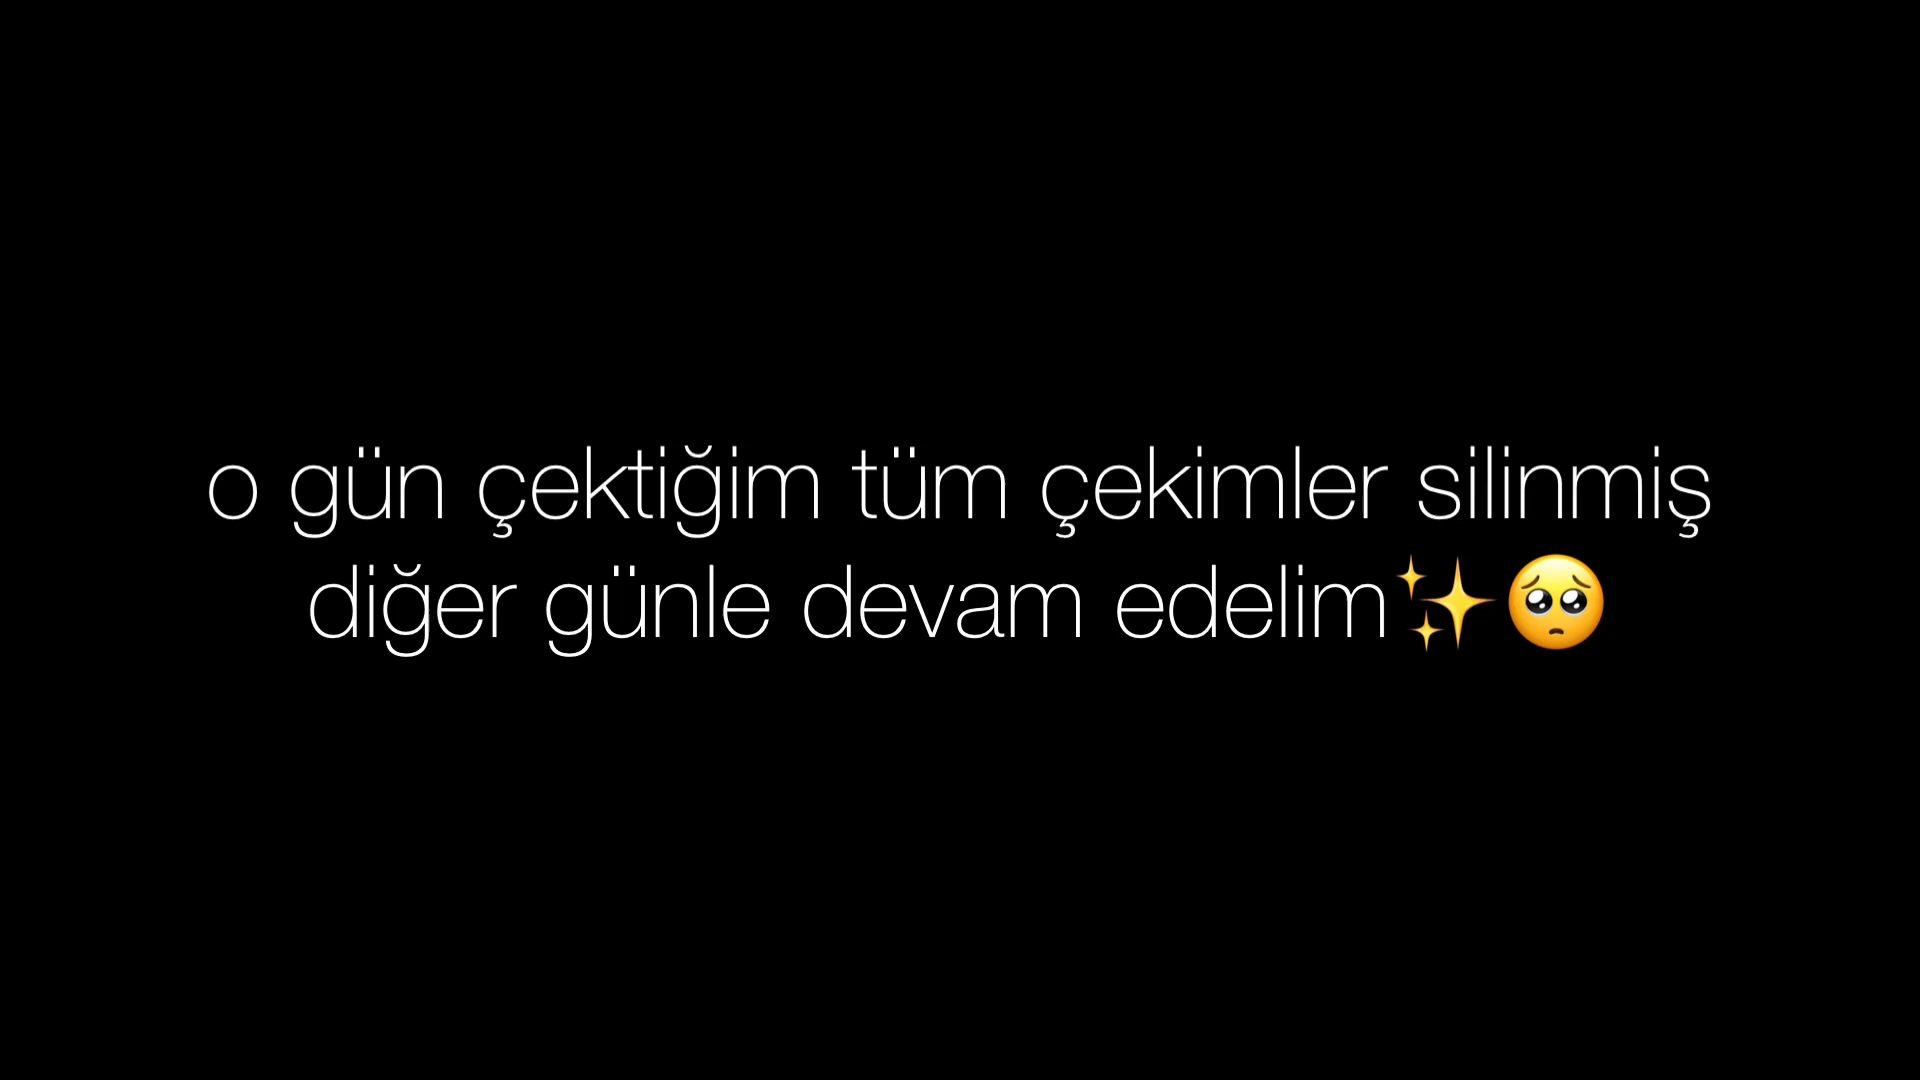 o gün çektiğim tüm çekimler silinmiş
diğer günle devam edelim✨🥺